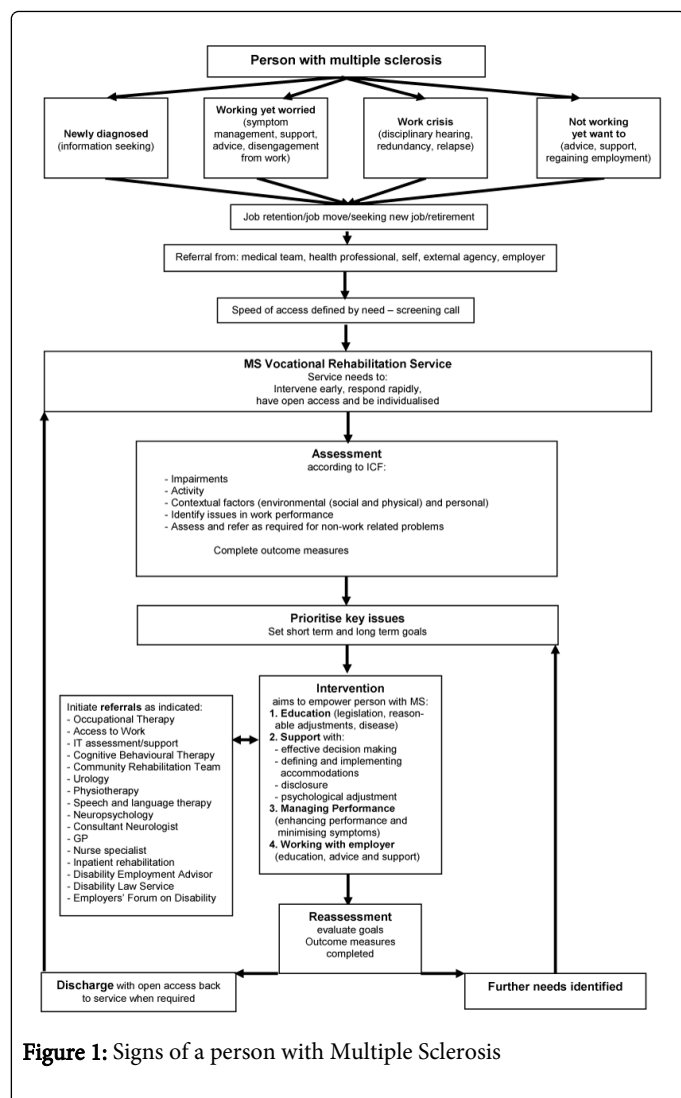 Person with multiple sclerosis
Newly diagnosed
(information seeking)
Working yet worried
(symptom
management, support,
advice, disengagement
from work)
Work crisis
(disciplinary hearing,
redundancy, relapse)
Not working
yet want to
(advice, support,
regaining employment)
Job retention/job move/seeking new job/retirement
Referral from: medical team, health professional, self, external agency, employer
Speed of access defined by need – screening call
MS Vocational Rehabilitation Service
Service needs to:
Intervene early, respond rapidly,
have open access and be individualised
Assessment
according to ICF:
- Impairments
- Activity
- Contextual factors (environmental (social and physical) and personal)
- Identify issues in work performance
- Assess and refer as required for non-work related problems
Complete outcome measures
Prioritise key issues
Set short term and long term goals
Initiate referrals as indicated:
- Occupational Therapy
- Access to Work
- IT assessment/support
- Cognitive Behavioural Therapy
- Community Rehabilitation Team
- Urology
- Physiotherapy
- Speech and language therapy
- Neuropsychology
- Consultant Neurologist
- GP
- Nurse specialist
- Inpatient rehabilitation
- Disability Employment Advisor
- Disability Law Service
- Employers' Forum on Disability
Intervention
aims to empower person with MS:
1. Education (legislation, reason-
able adjustments, disease)
2. Support with:
- effective decision making
- defining and implementing
accommodations
- disclosure
- psychological adjustment
3. Managing Performance
(enhancing performance and
minimising symptoms)
4. Working with employer
(education, advice and support)
Reassessment
evaluate goals
Outcome measures
completed
Discharge with open access back
to service when required
Further needs identified
Figure 1: Signs of a person with Multiple Sclerosis